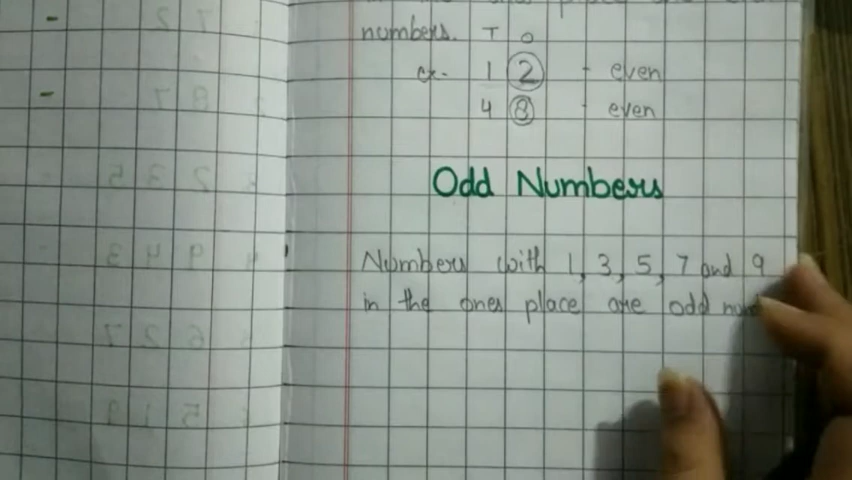 numbers. T O
ex- 1 2 - even
4 8 - even
Odd Numbers
Numbers with 1, 3, 5, 7 and 9
in the ones place are odd